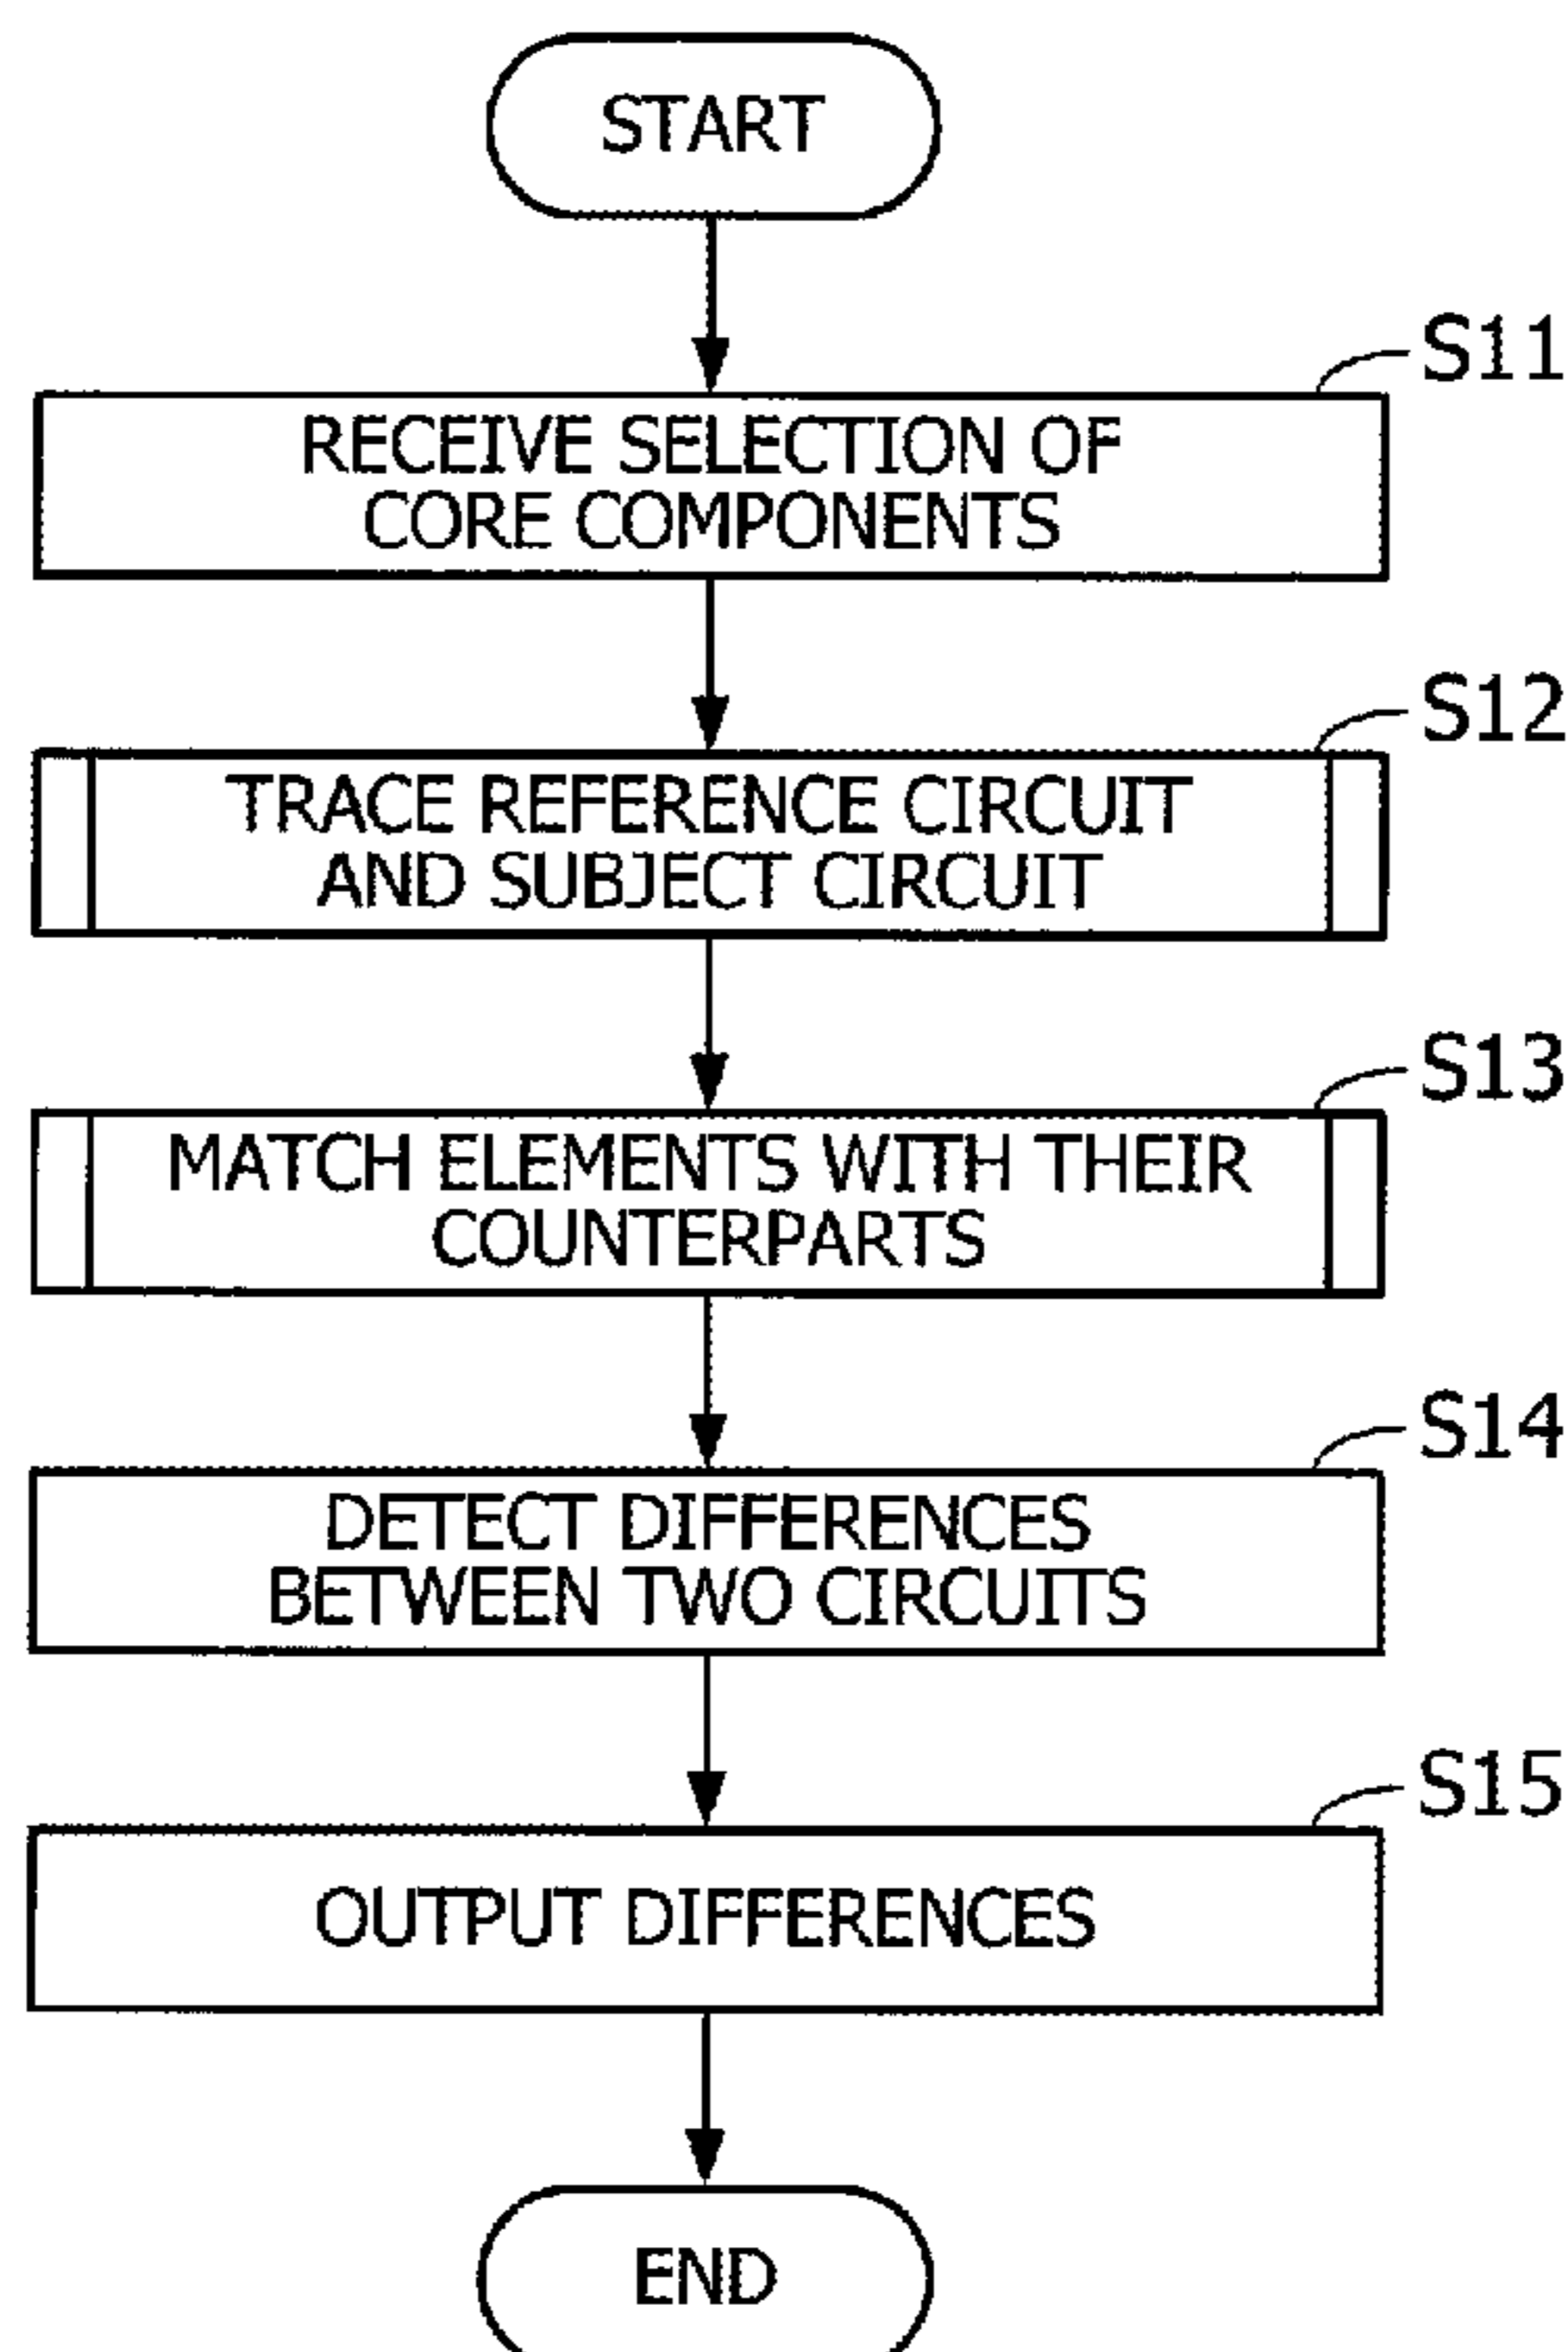 START
S11
RECEIVE SELECTION OF
CORE COMPONENTS
S12
TRACE REFERENCE CIRCUIT
AND SUBJECT CIRCUIT
S13
MATCH ELEMENTS WITH THEIR
COUNTERPARTS
S14
DETECT DIFFERENCES
BETWEEN TWO CIRCUITS
S15
OUTPUT DIFFERENCES
END